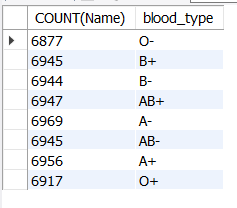 COUNT(Name) blood_type
6877 O-
6945 B+
6944 B-
6947 AB+
6969 A-
6945 AB-
6956 A+
6917 O+